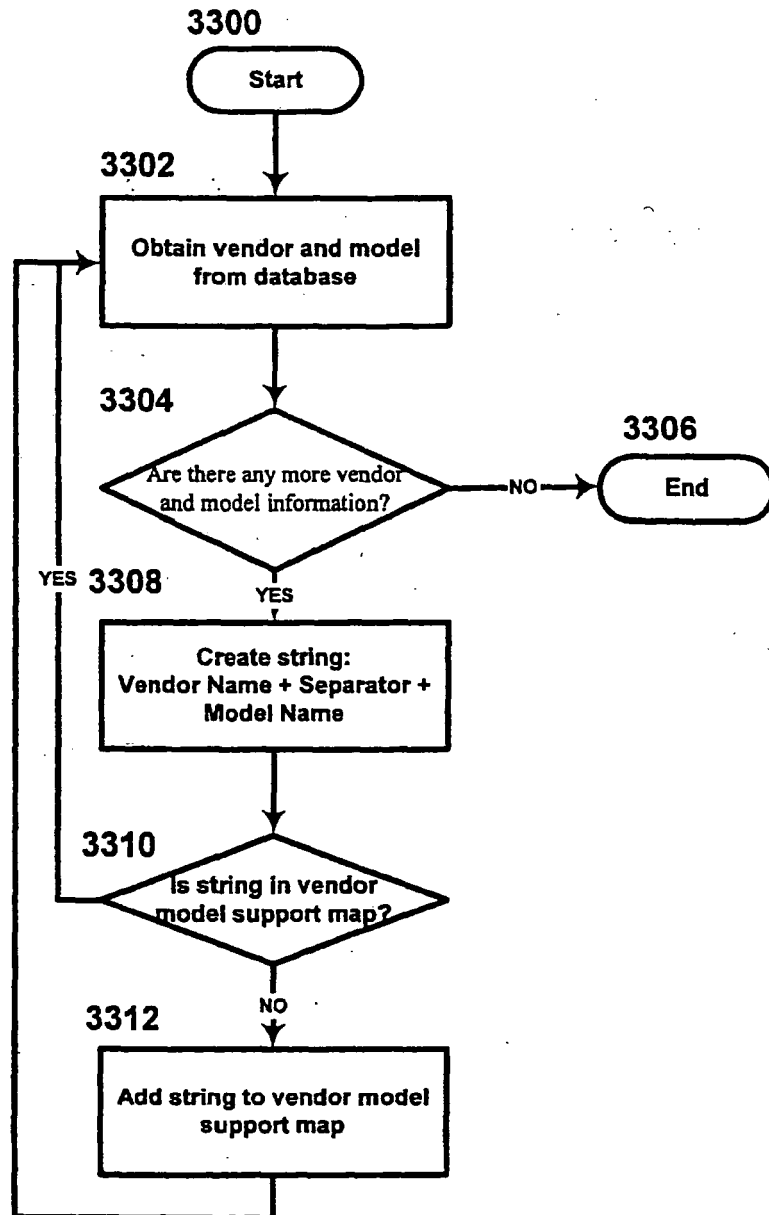 3300
Start
3302
Obtain vendor and model
from database
3304
Are there any more vendor
and model information?
NO
3306
End
YES
3308
YES
Create string:
Vendor Name + Separator +
Model Name
3310
Is string in vendor
model support map?
NO
3312
Add string to vendor model
support map